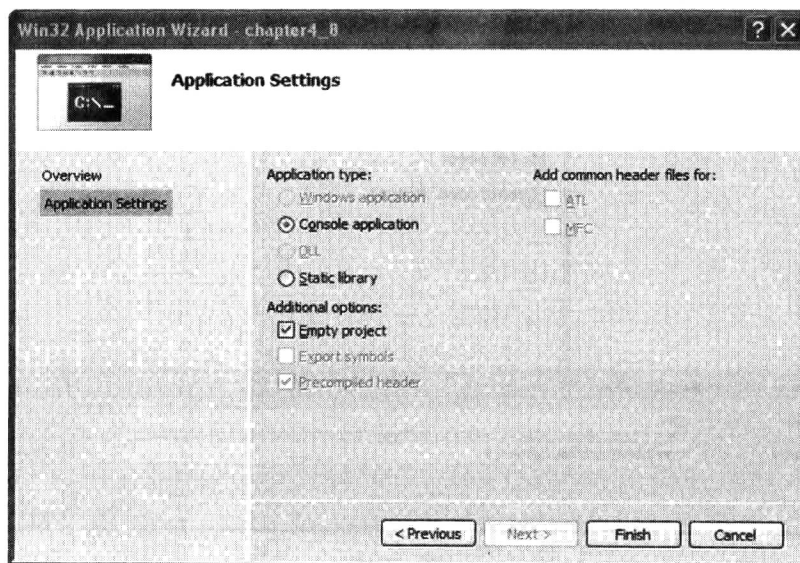 Win32 Application Wizard - chapter4_8
C:\_
Application Settings
Overview
Application Settings
Application type:
Windows application
Console application
DLL
Static library
Additional options:
Empty project
Export symbols
Precompiled header
Add common header files for:
ATL
MFC
< Previous
Next >
Finish
Cancel